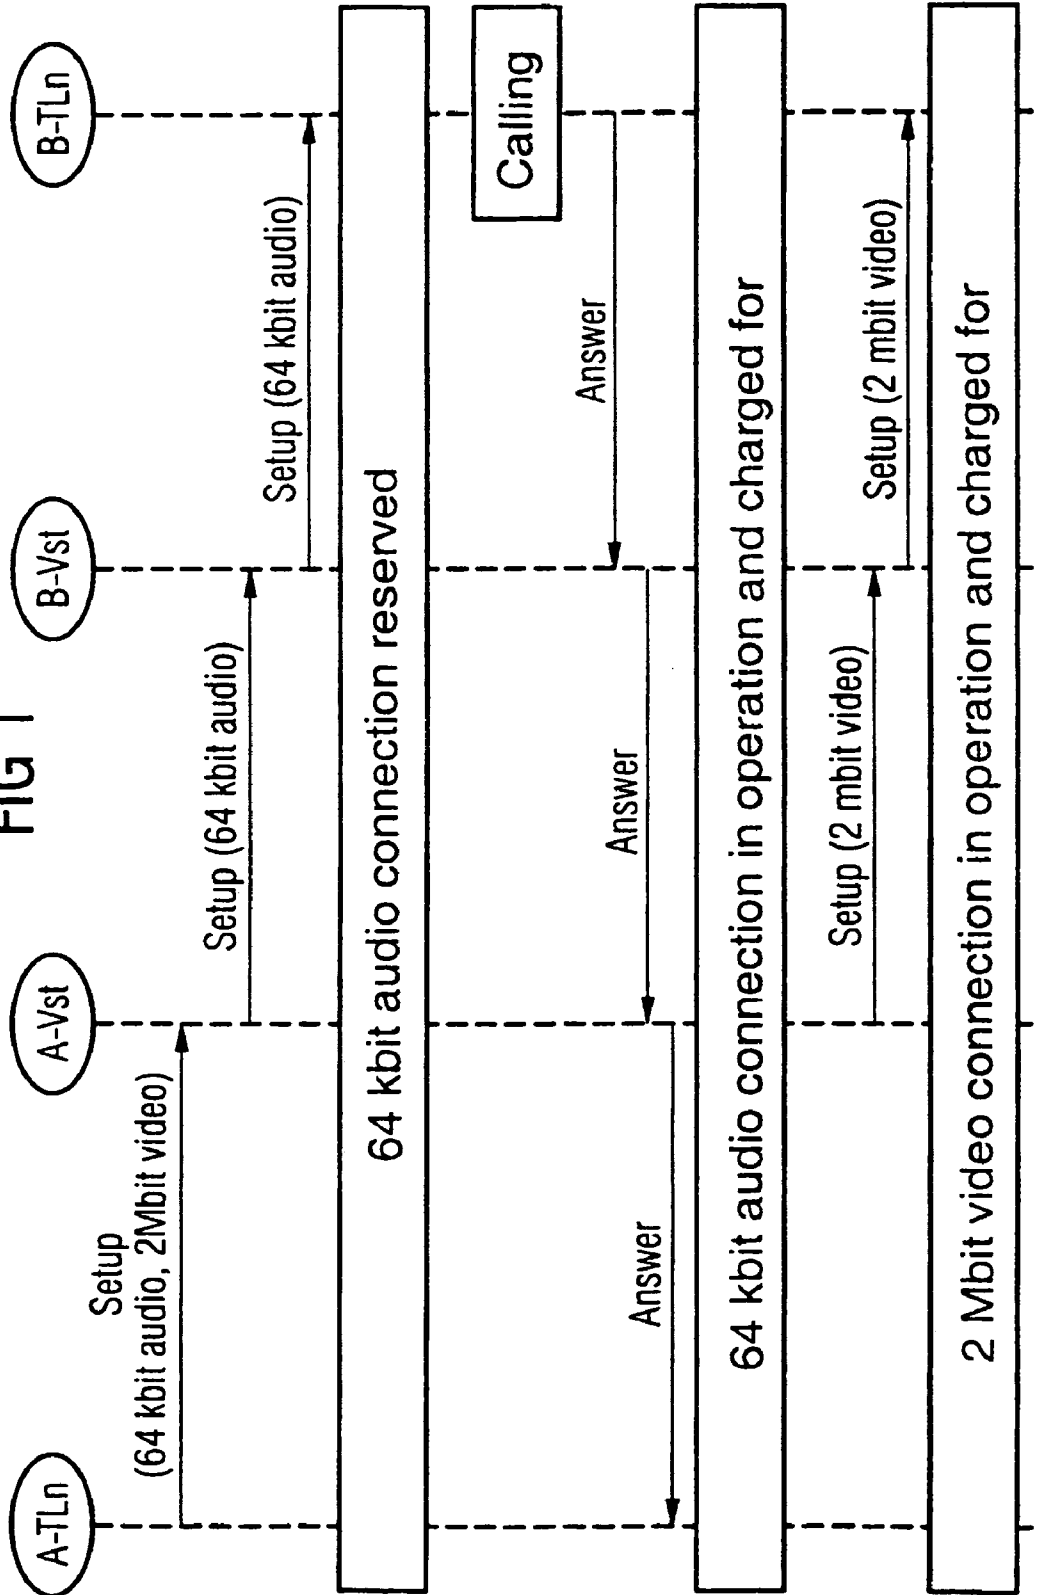 FIG 1
A-TLn
A-Vst
B-Vst
B-TLn
Setup
(64 kbit audio, 2Mbit video)
Setup (64 kbit audio)
Setup (64 kbit audio)
64 kbit audio connection reserved
Calling
Answer
Answer
Answer
64 kbit audio connection in operation and charged for
Setup (2 mbit video)
Setup (2 mbit video)
2 Mbit video connection in operation and charged for